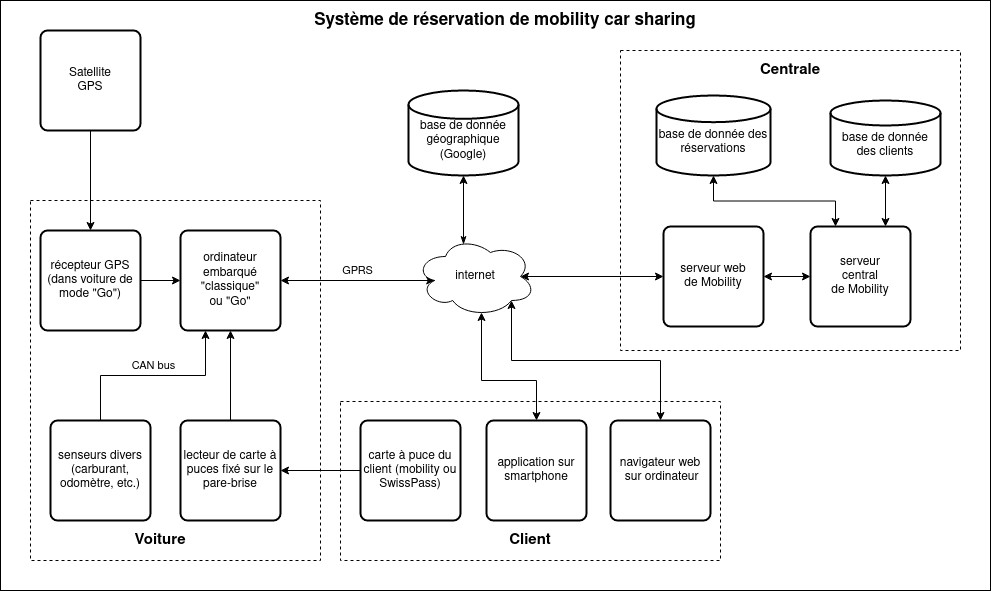 Système de réservation de mobility car sharing
Satellite
GPS
base de donnée
géographique
(Google)
Centrale
base de donnée des
réservations
base de donnée
des clients
récepteur GPS
(dans voiture de
mode "Go")
ordinateur
embarqué
"classique"
ou "Go"
GPRS
internet
serveur web
de Mobility
serveur
central
de Mobility
CAN bus
senseurs divers
(carburant,
odomètre, etc.)
lecteur de carte à
puces fixé sur le
pare-brise
carte à puce du
client (mobility ou
SwissPass)
application sur
smartphone
navigateur web
sur ordinateur
Voiture
Client